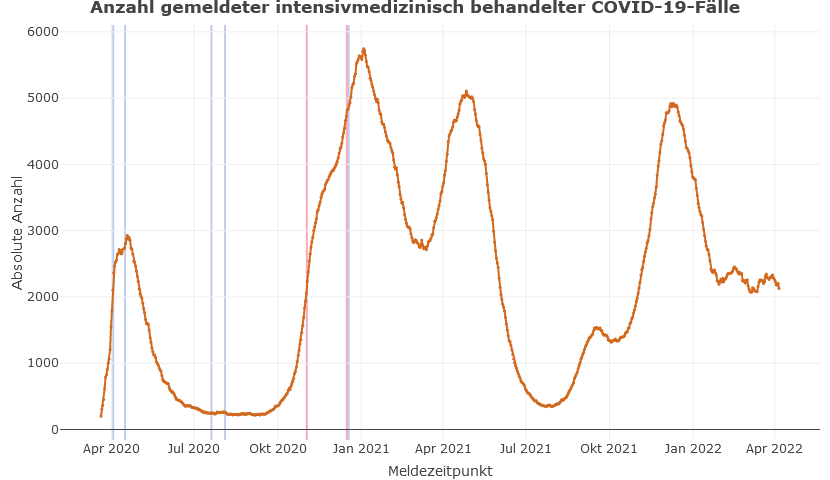 Anzahl gemeldeter intensivmedizinisch behandelter COVID-19-Fälle
6000
5000
4000
3000
2000
1000
0
Absolute Anzahl
Apr 2020 Jul 2020 Okt 2020 Jan 2021 Apr 2021 Jul 2021 Okt 2021 Jan 2022 Apr 2022
Meldezeitpunkt